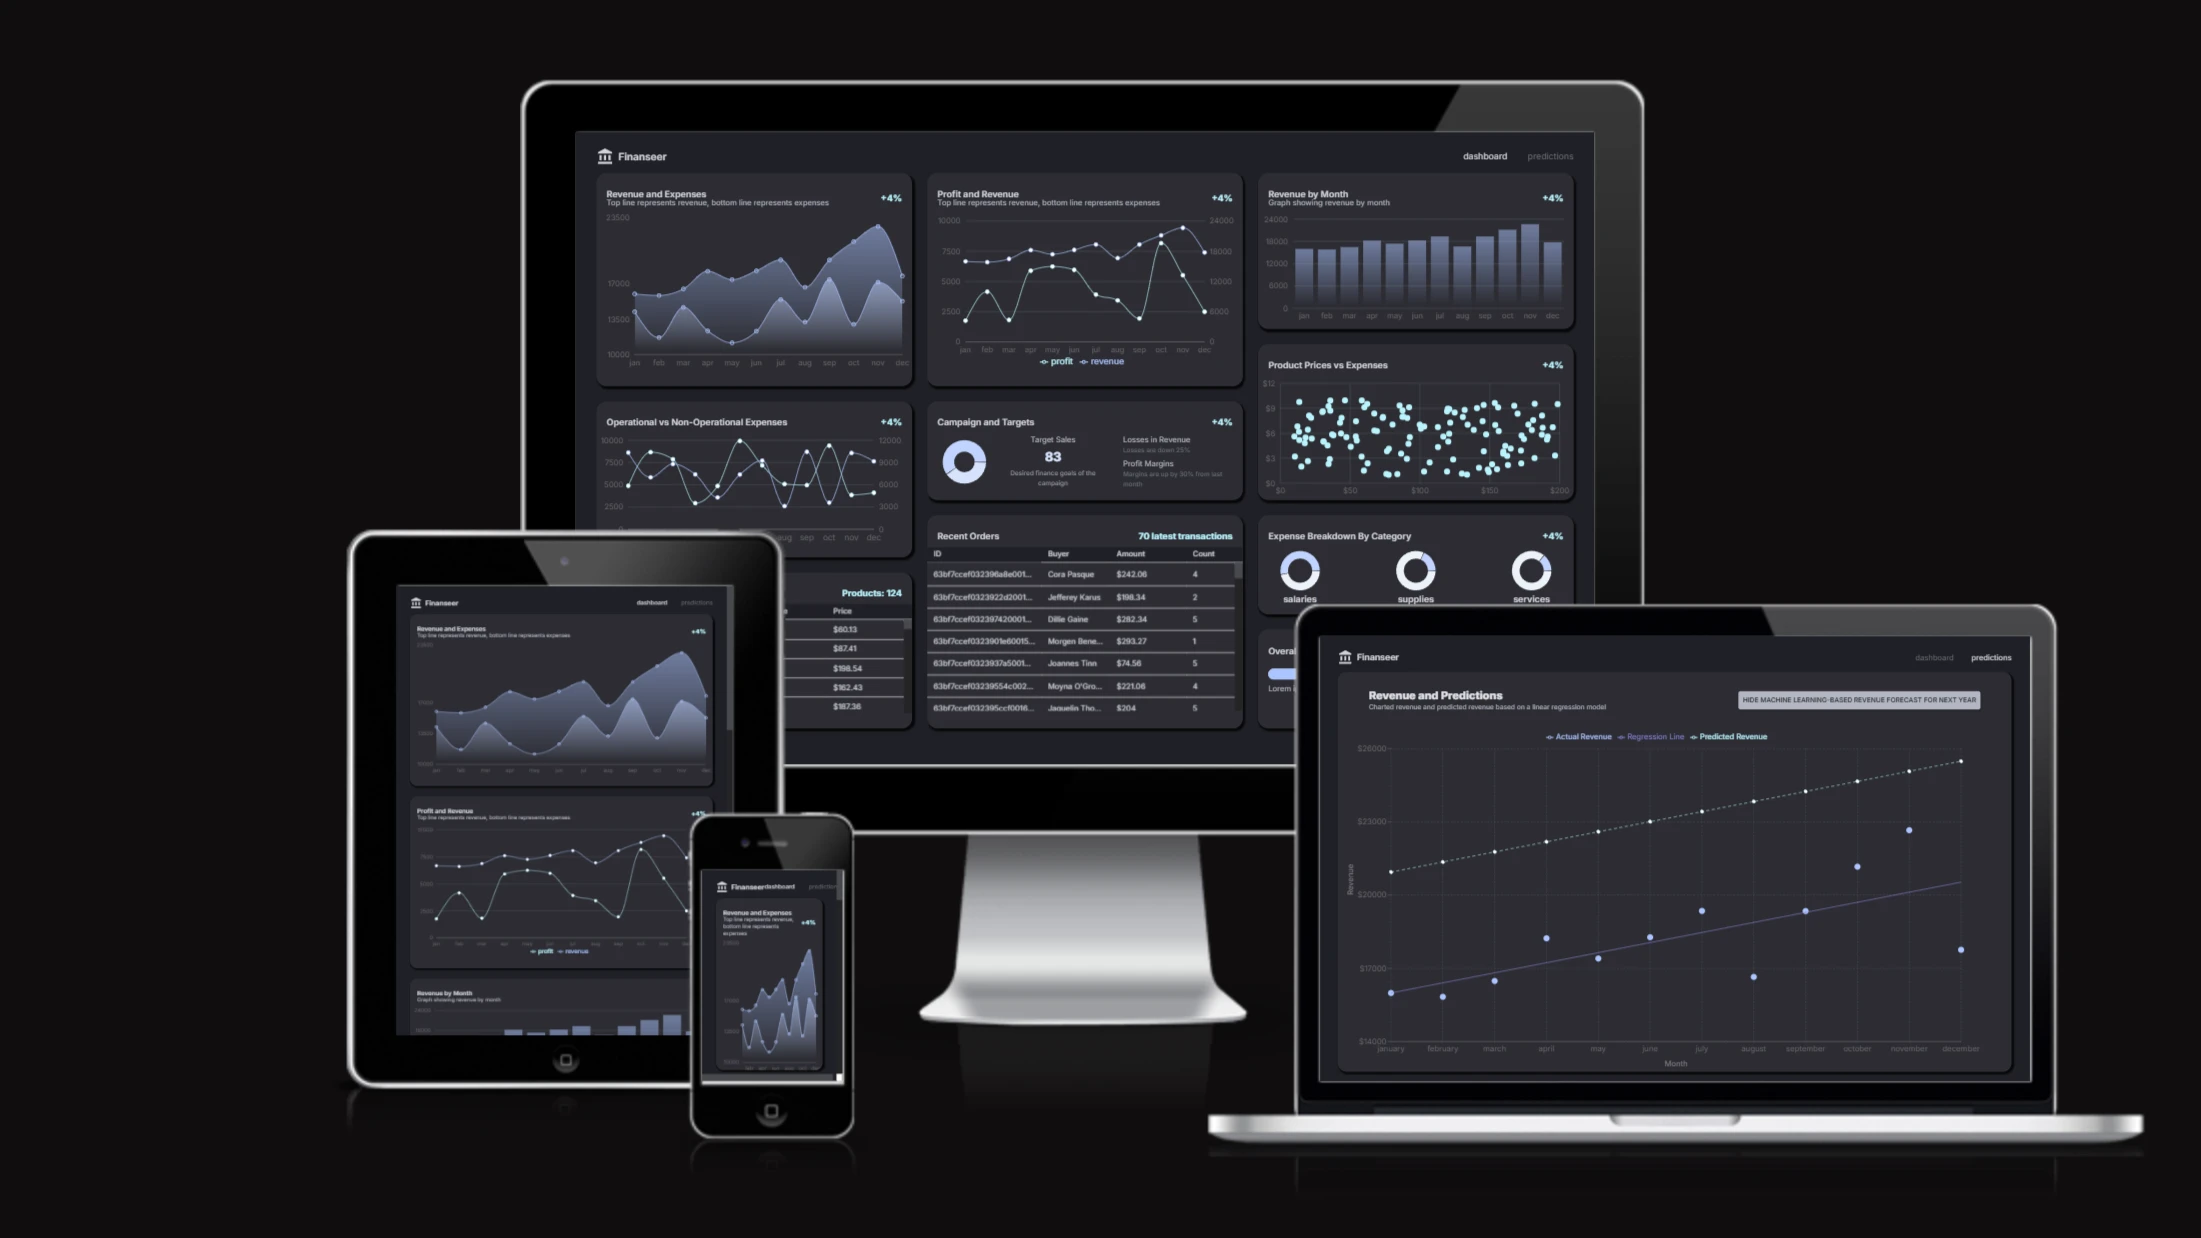 Finanseer
dashboard predictions
Revenue and Expenses
Top line represents revenue, bottom line represents expenses
+4%
23500
17000
13500
10000
jan feb mar apr may jun jul aug sep oct nov dec
Profit and Revenue
Top line represents revenue, bottom line represents expenses
+4%
10000 24000
7500 18000
5000 12000
2500 6000
0 0
jan feb mar apr may jun jul aug sep oct nov dec
profit revenue
Revenue by Month
Graph showing revenue by month
+4%
24000
18000
12000
6000
0
jan feb mar apr may jun jul aug sep oct nov dec
Operational vs Non-Operational Expenses
+4%
10000 12000
7500 9000
5000 6000
2500 3000
0 0
aug sep oct nov dec
Campaign and Targets
+4%
Target Sales
83
Desired finance goals of the
campaign
Losses in Revenue
Losses are down 25%
Profit Margins
Margins are up by 30% from last
month
Product Prices vs Expenses
+4%
$12
$9
$6
$3
$0
$0 $50 $100 $150 $200
Products: 124
Price
$60.13
$87.41
$198.54
$162.43
$187.36
Recent Orders
70 latest transactions
ID Buyer Amount Count
63bf7ccef032396a8e001... Cora Pasque $242.06 4
63bf7ccef0323922d2001... Jefferey Karus $198.34 2
63bf7ccef032397420001... Dillie Gaine $282.34 5
63bf7ccef0323901e60015... Morgen Bene... $293.27 1
63bf7ccef0323937a5001... Joannes Tinn $74.56 5
63bf7ccef03239554c002... Moyna O'Gro... $221.06 4
63bf7ccef032395ccf0016... Jaquelin Tho... $204 5
Expense Breakdown By Category
+4%
salaries supplies services
Overal
Lorem i
Finanseer
dashboard predictions
Revenue and Expenses
Top line represents revenue, bottom line represents expenses
+4%
Profit and Revenue
Top line represents revenue, bottom line represents expenses
+4%
profit revenue
Revenue by Month
Graph showing revenue by month
Finanseer dashboard prediction
Revenue and Expenses
Top line represents revenue,
bottom line represents
expenses
+4%
Finanseer
dashboard predictions
Revenue and Predictions
Charted revenue and predicted revenue based on a linear regression model
HIDE MACHINE LEARNING-BASED REVENUE FORECAST FOR NEXT YEAR
Actual Revenue Regression Line Predicted Revenue
$26000
$23000
$20000
$17000
$14000
Revenue
january february march april may june july august september october november december
Month